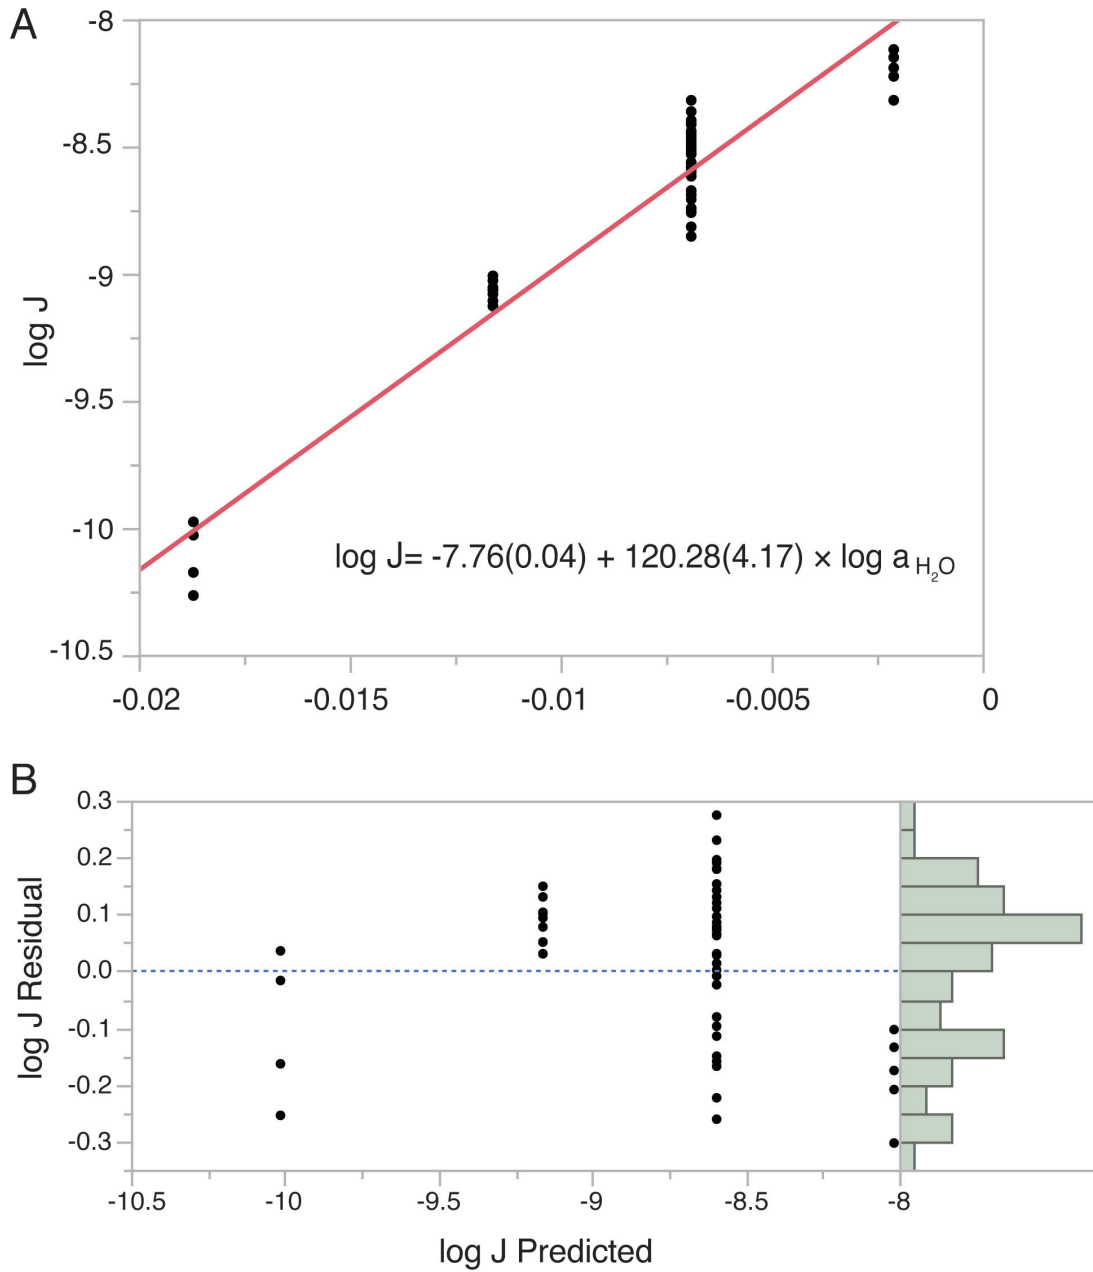 A
-8
-8.5
-9
-9.5
-10
-10.5
log J
log J= -7.76(0.04) + 120.28(4.17) × log a H₂O
-0.02 -0.015 -0.01 -0.005 0
B
0.3
0.2
0.1
0.0
-0.1
-0.2
-0.3
log J Residual
-10.5 -10 -9.5 -9 -8.5 -8
log J Predicted